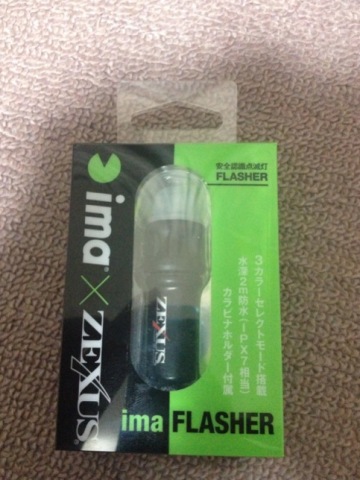 安全認識点滅灯
FLASHER
ima® × ZEXUS®
3カラーセレクトモード搭載
水深2m防水(IPX7相当)
カラビナホルダー付属
ZEXUS
ima FLASHER